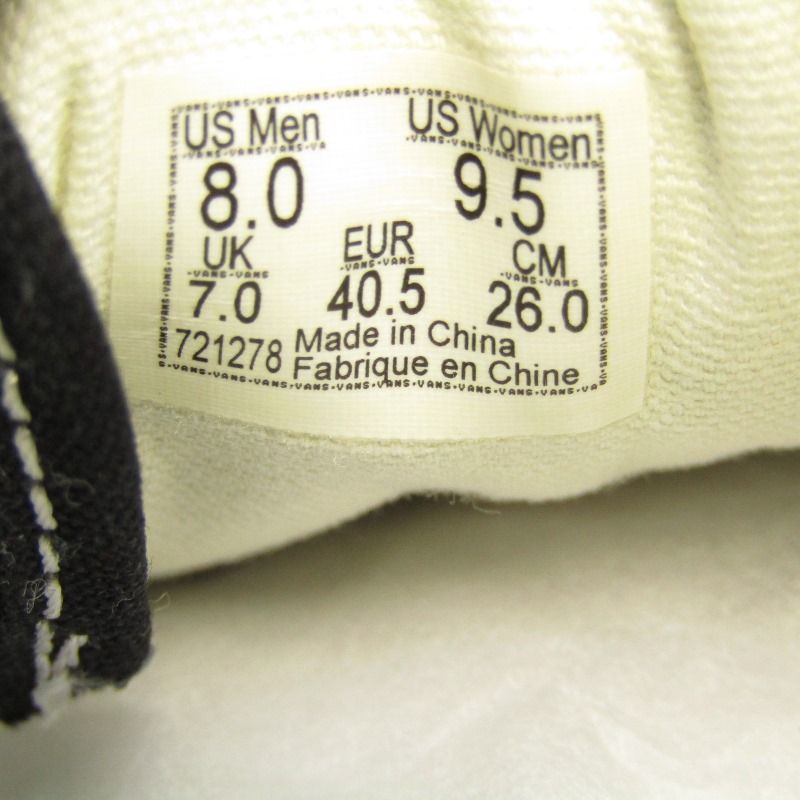 US Men US Women
8.0 9.5
UK EUR CM
7.0 40.5 26.0
721278 Made in China
Fabrique en Chine